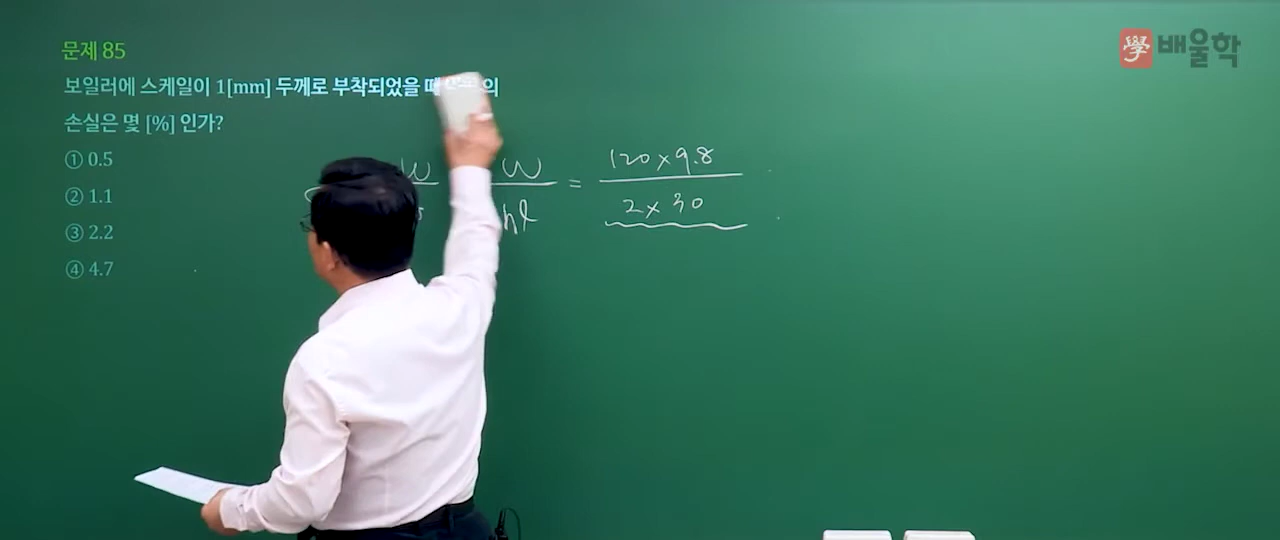 문제 85
學 배울학
보일러에 스케일이 1[mm] 두께로 부착되었을 때 의
손실은 몇 [%] 인가?
① 0.5
② 1.1
③ 2.2
④ 4.7
W W = 120×9.8
hl 2×30